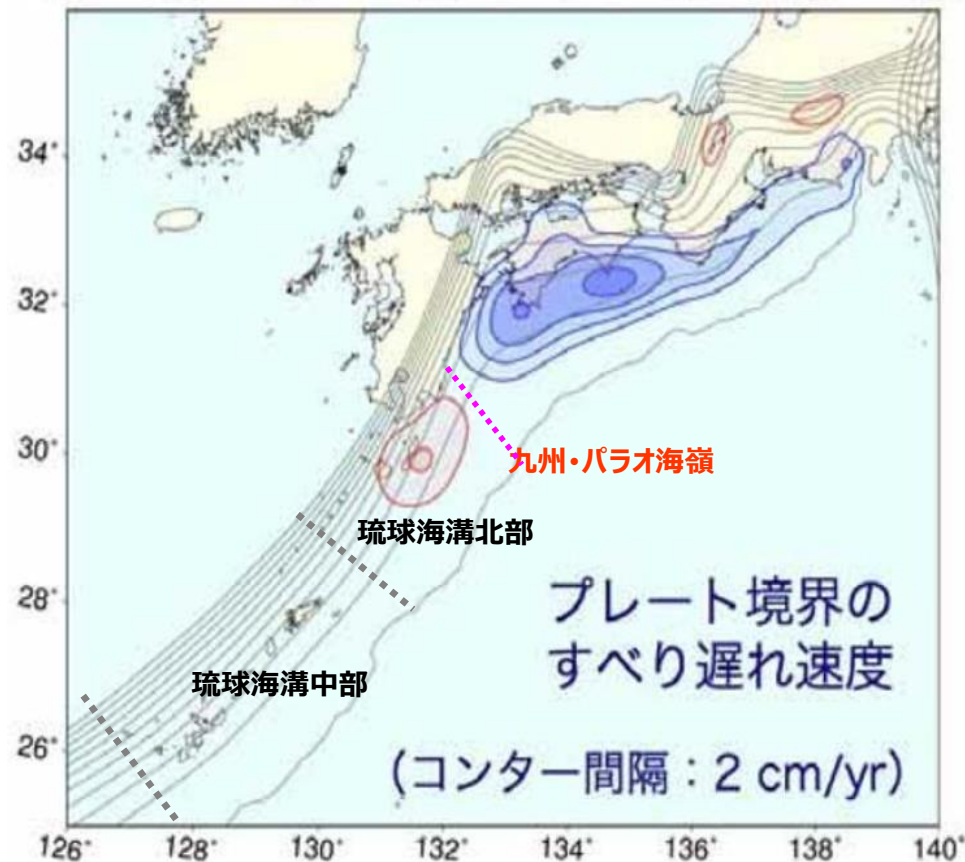 34°
32°
30°
28°
26°
九州・パラオ海嶺
琉球海溝北部
琉球海溝中部
プレート境界の
すべり遅れ速度
(コンター間隔：2 cm/yr)
126° 128° 130° 132° 134° 136° 138° 140°